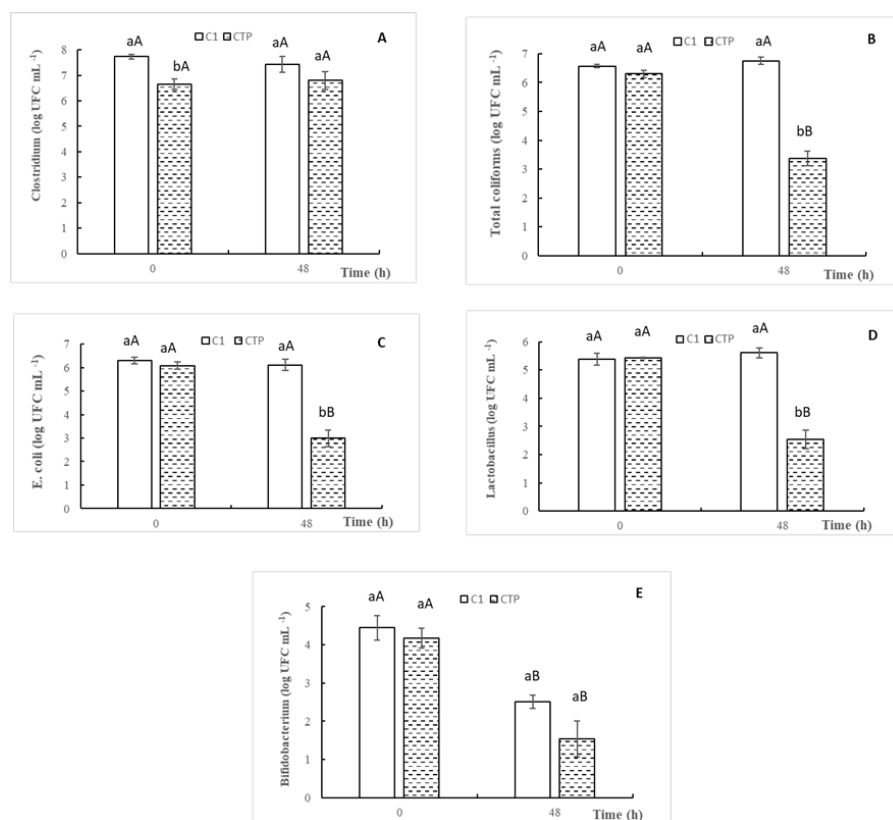 A
C1 CTP
Clostridium (log UFC mL -1)
8
7
6
5
4
3
2
1
0
aA
bA
aA
aA
0
48
Time (h)
B
C1 CTP
Total coliforms (log UFC mL -1)
7
6
5
4
3
2
1
0
aA
aA
aA
bB
0
48
Time (h)
C
C1 CTP
E. coli (log UFC mL -1)
7
6
5
4
3
2
1
0
aA
aA
aA
bB
0
48
Time (h)
D
C1 CTP
Lactobacillus (log UFC mL -1)
6
5
4
3
2
1
0
aA
aA
aA
bB
0
48
Time (h)
E
C1 CTP
Bifidobacterium (log UFC mL -1)
5
4
3
2
1
0
aA
aA
aB
aB
0
48
Time (h)